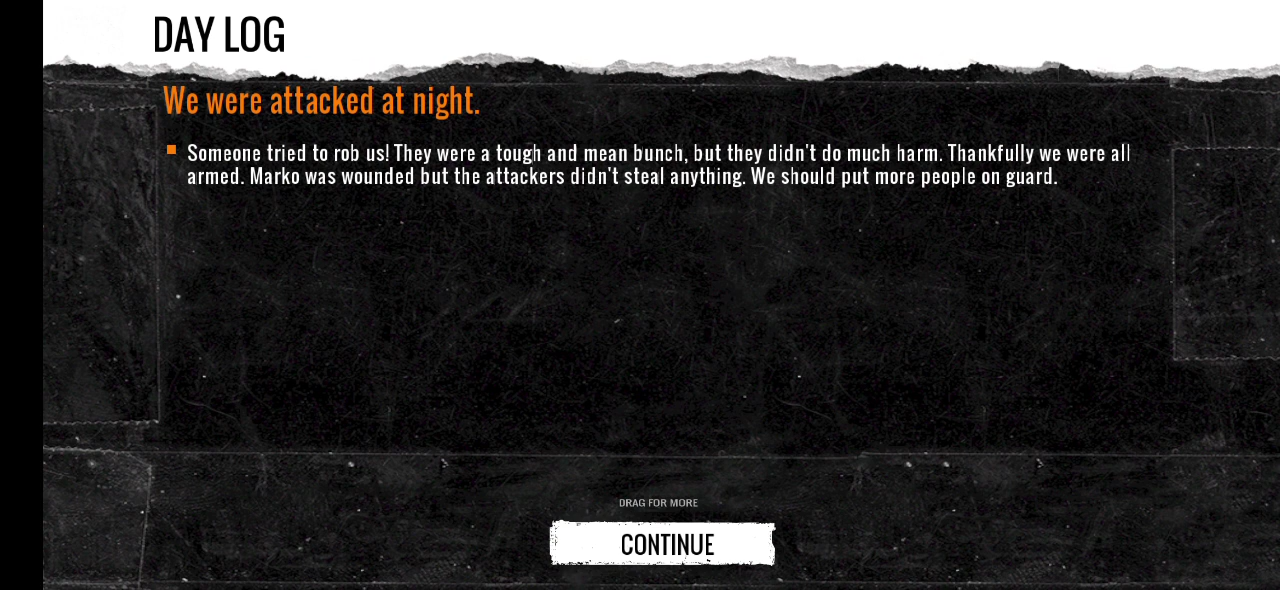 DAY LOG
We were attacked at night.
Someone tried to rob us! They were a tough and mean bunch, but they didn't do much harm. Thankfully we were all
armed. Marko was wounded but the attackers didn't steal anything. We should put more people on guard.
DRAG FOR MORE
CONTINUE